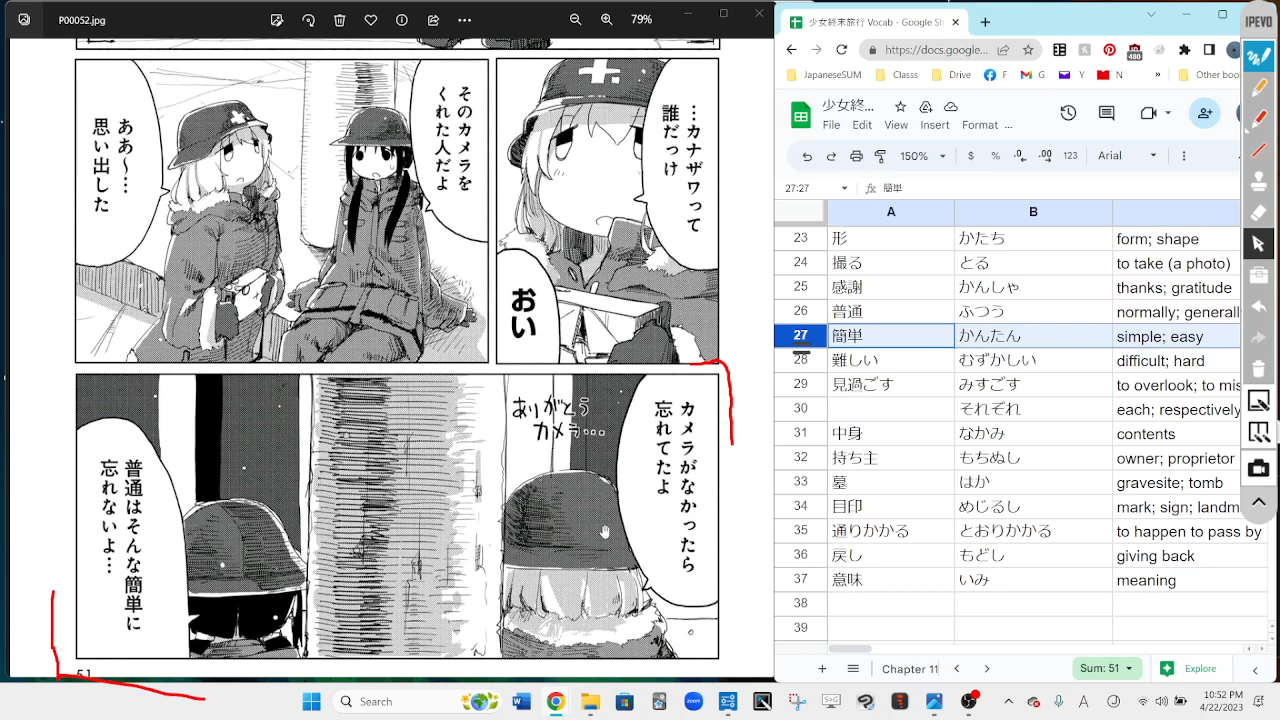 P00052.jpg
79%
…カナザワって
誰だっけ
おい
そのカメラを
くれた人だよ
ああ〜…
思い出した
カメラがなかったら
忘れてたよ
ありがとう
カメラ…
普通はそんな簡単に
忘れないよ…
51
少女終末旅行 Vocab - Google Sh
https://docs.google...
480
JapaneseSU
Classes
Den
F
M
N
»
Other boo
少女終...
File Edit View Insert Format
150% $ .0 .00 123 Arial
27:27 fx 簡単
A B
23 形 かたち form; shape
24 撮る とる to take (a photo)
25 感謝 かんしゃ thanks; gratitude
26 普通 ふつう normally; generall
27 簡単 かんたん simple; easy
28 難しい むずかしい difficult hard
29 見過ごす みすごす to overlook; to mis
30 それぞれ each; respectively
31 中身 なかみ contents
32 持ち主 もちぬし owner; proprietor
33 墓 はか gravesite; tomb
34 目印 めじるし mark; sign; landm
35 通りかかる とおりかかる to happen to pass by
36 戻し もどし giving back
37 意味 いみ meaning
38
39
Chapter 11
Sum: 51
Explore
IPEVO
Search
zoom
10:52 PM
4/22/2023